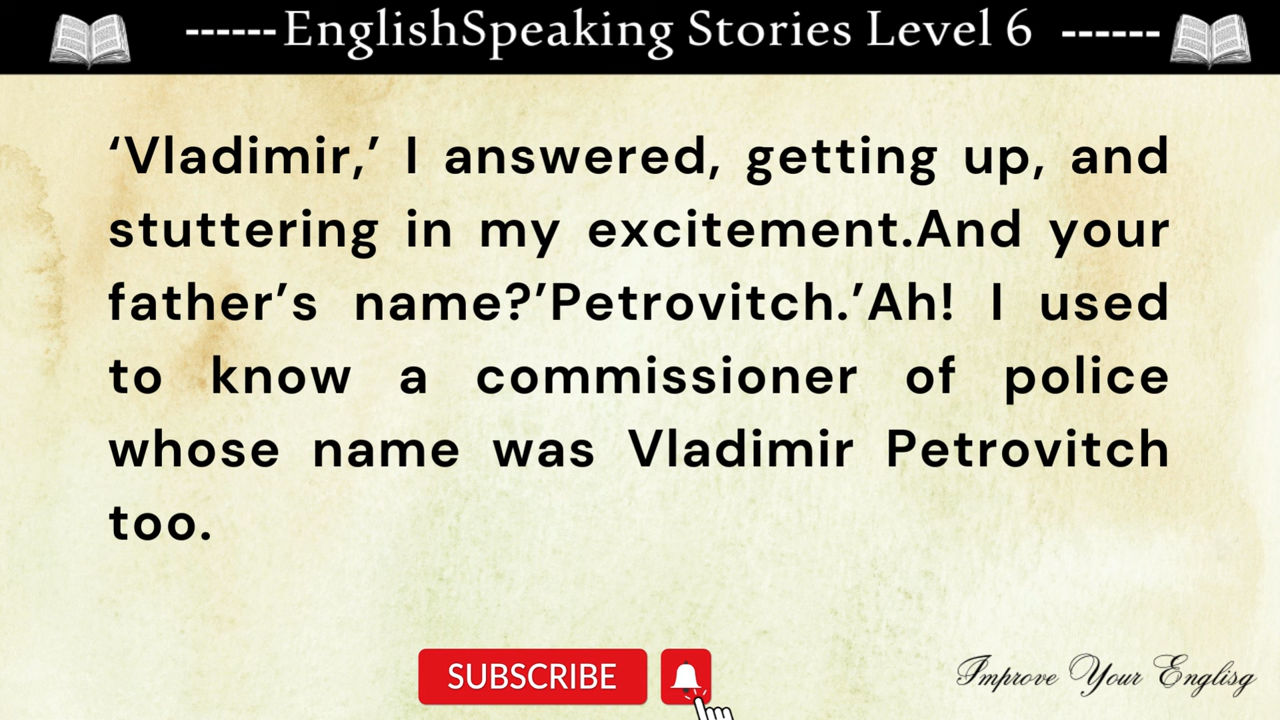 ------EnglishSpeaking Stories Level 6 ------
‘Vladimir,’ I answered, getting up, and
stuttering in my excitement.And your
father’s name?’Petrovitch.’Ah! I used
to know a commissioner of police
whose name was Vladimir Petrovitch
too.
SUBSCRIBE
Improve Your Englisg